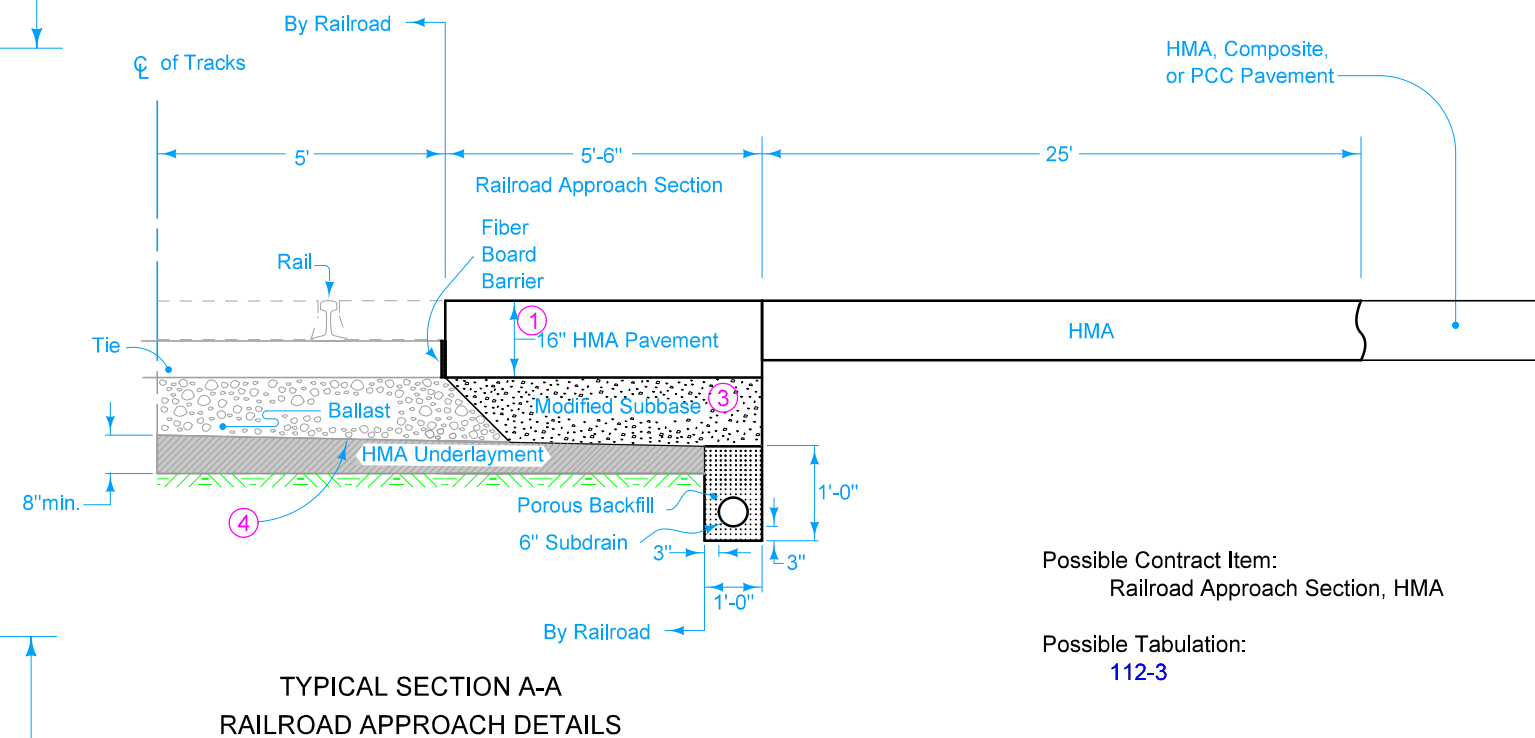 By Railroad
HMA, Composite,
or PCC Pavement
℄ of Tracks
5'
5'-6"
25'
Railroad Approach Section
Fiber
Board
Barrier
Rail
1
16" HMA Pavement
HMA
Tie
3
Modified Subbase
Ballast
HMA Underlayment
8"min.
4
Porous Backfill
1'-0"
6" Subdrain
3"
3"
1'-0"
By Railroad
Possible Contract Item:
Railroad Approach Section, HMA
Possible Tabulation:
112-3
TYPICAL SECTION A-A
RAILROAD APPROACH DETAILS